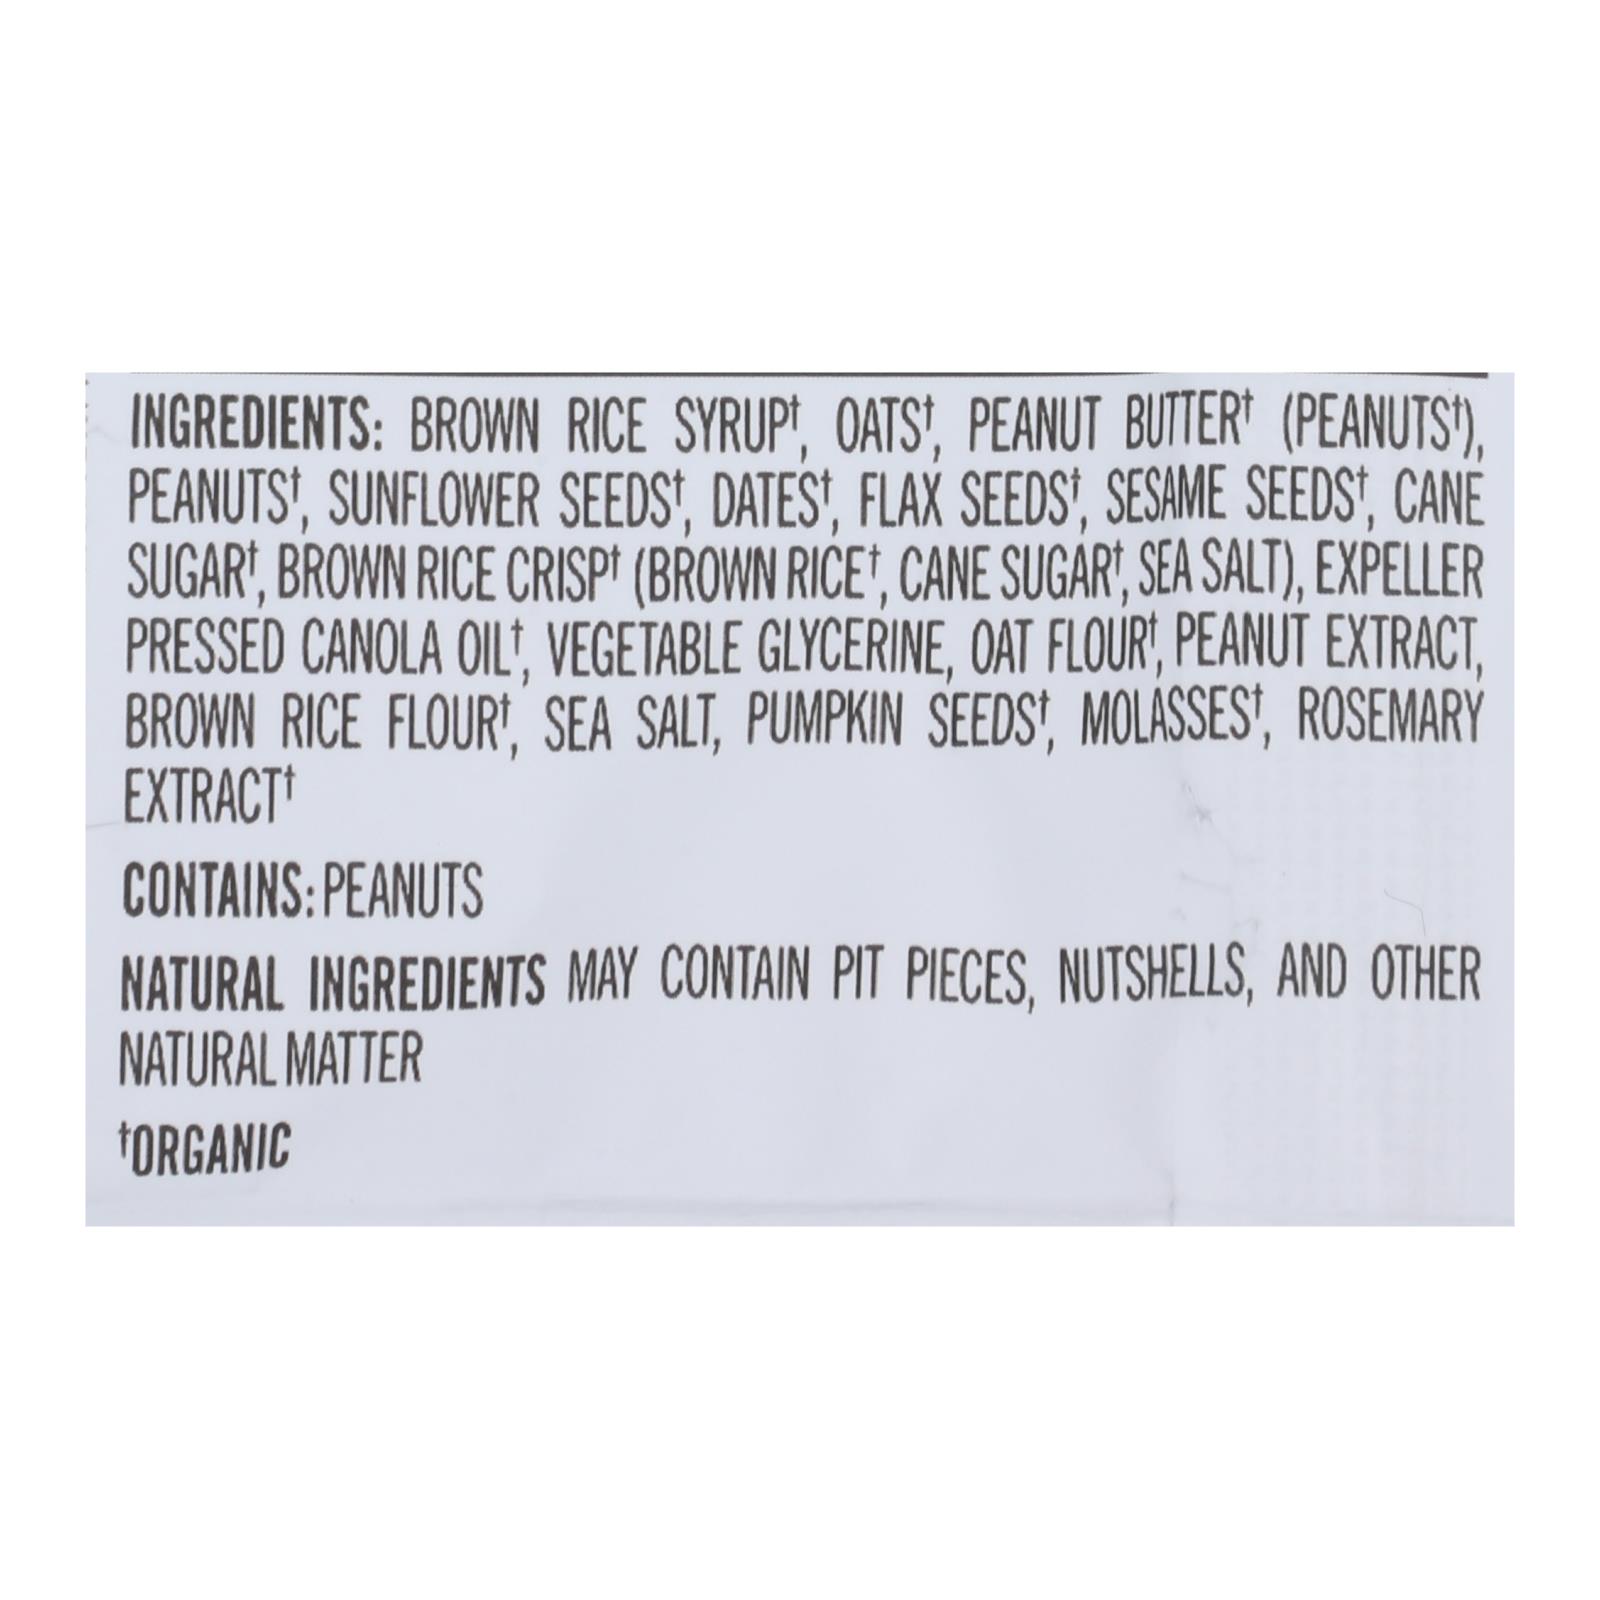 INGREDIENTS: BROWN RICE SYRUP†, OATS†, PEANUT BUTTER† (PEANUTS†),
PEANUTS†, SUNFLOWER SEEDS†, DATES†, FLAX SEEDS†, SESAME SEEDS†, CANE
SUGAR†, BROWN RICE CRISP† (BROWN RICE†, CANE SUGAR†, SEA SALT), EXPELLER
PRESSED CANOLA OIL†, VEGETABLE GLYCERINE, OAT FLOUR†, PEANUT EXTRACT,
BROWN RICE FLOUR†, SEA SALT, PUMPKIN SEEDS†, MOLASSES†, ROSEMARY
EXTRACT†
CONTAINS: PEANUTS
NATURAL INGREDIENTS MAY CONTAIN PIT PIECES, NUTSHELLS, AND OTHER
NATURAL MATTER
†ORGANIC